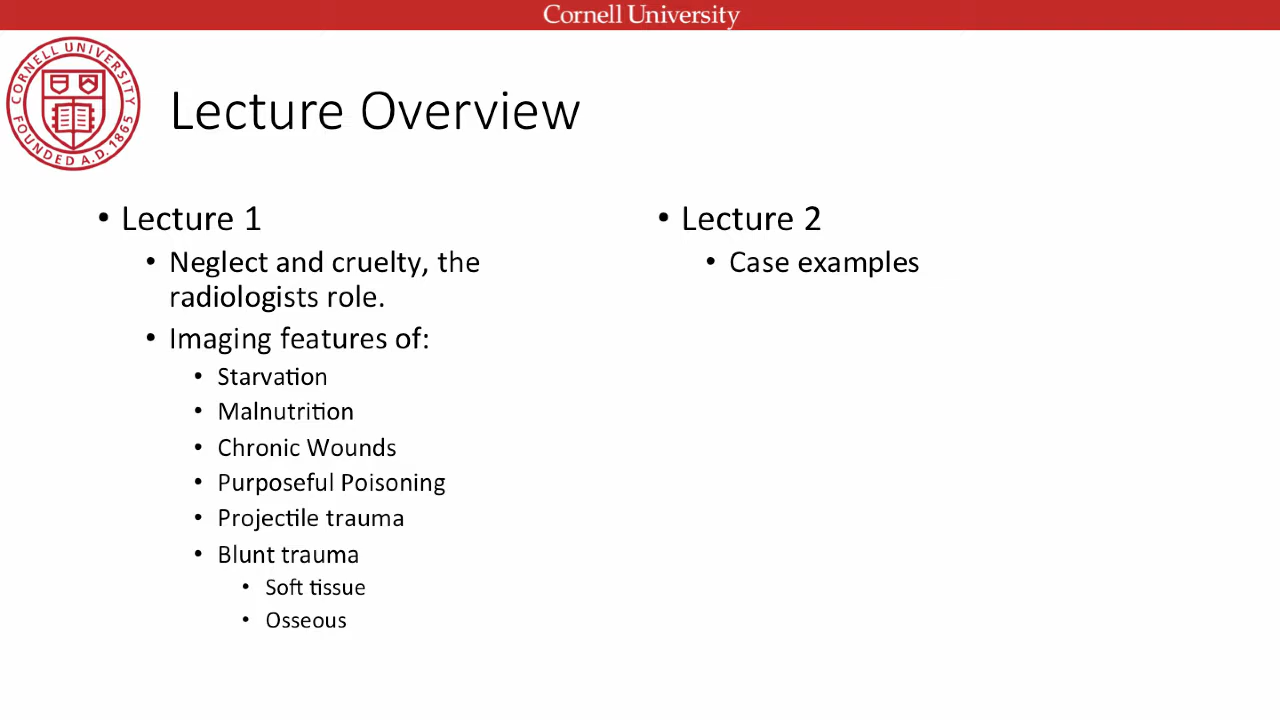 Cornell University
CORNELL UNIVERSITY
FOUNDED A.D. 1865
Lecture Overview
• Lecture 1
• Neglect and cruelty, the
radiologists role.
• Imaging features of:
• Starvation
• Malnutrition
• Chronic Wounds
• Purposeful Poisoning
• Projectile trauma
• Blunt trauma
• Soft tissue
• Osseous
• Lecture 2
• Case examples